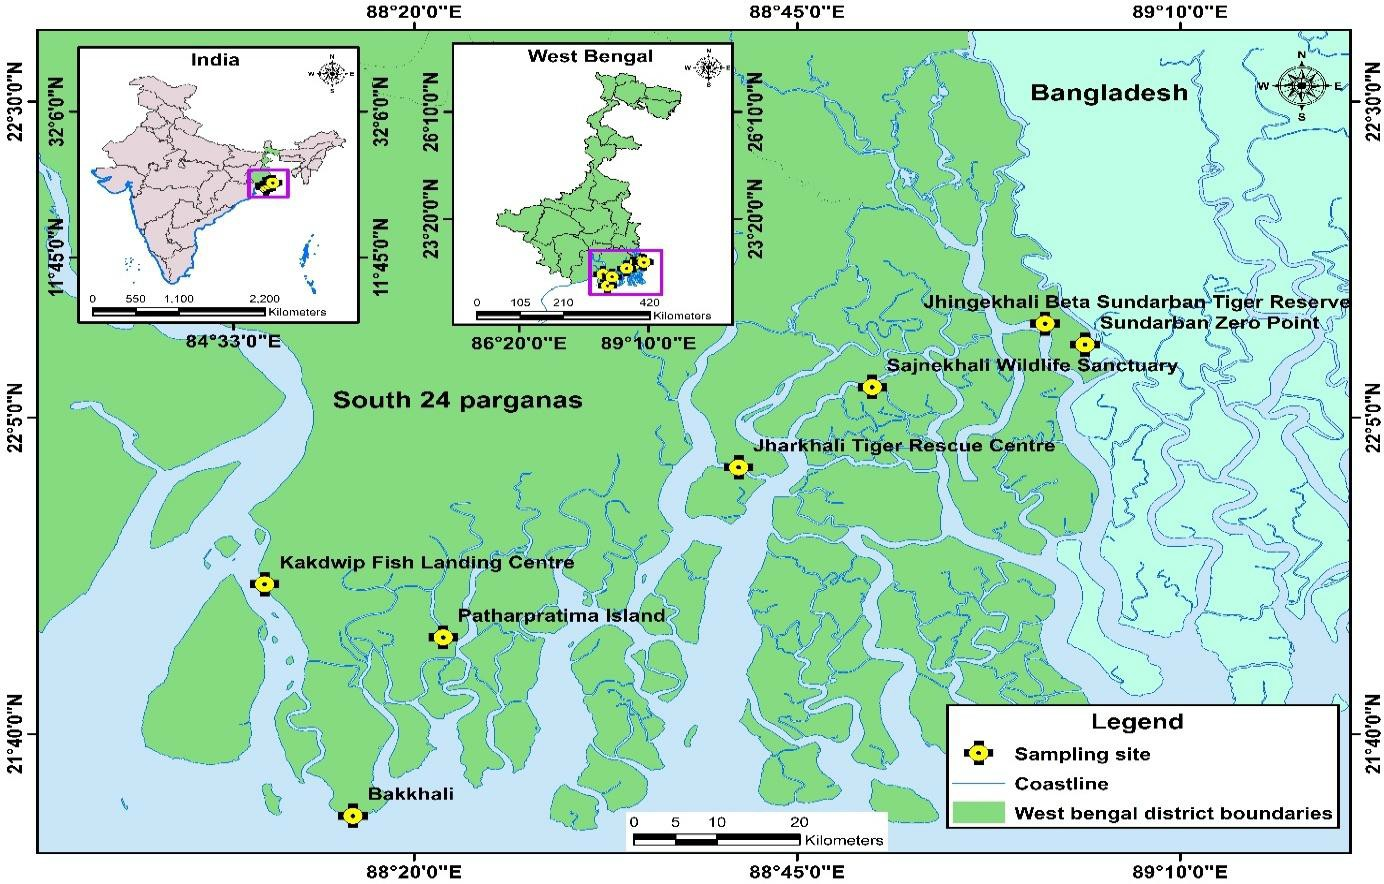 88°20'0"E
88°45'0"E
89°10'0"E
22°30'0"N
22°5'0"N
21°40'0"N
India
N
W
E
S
32°6'0"N
32°6'0"N
11°45'0"N
11°45'0"N
0 550 1,100 2,200
Kilometers
84°33'0"E
West Bengal
N
W
E
S
26°10'0"N
26°10'0"N
23°20'0"N
23°20'0"N
0 105 210 420
Kilometers
86°20'0"E
89°10'0"E
Bangladesh
N
W
E
S
22°30'0"N
22°5'0"N
21°40'0"N
Jhingekhali Beta Sundarban Tiger Reserve
Sundarban Zero Point
Sajnekhali Wildlife Sanctuary
South 24 parganas
Jharkhali Tiger Rescue Centre
Kakdwip Fish Landing Centre
Patharpratima Island
Bakkhali
Legend
Sampling site
Coastline
West bengal district boundaries
0 5 10 20
Kilometers
88°20'0"E
88°45'0"E
89°10'0"E